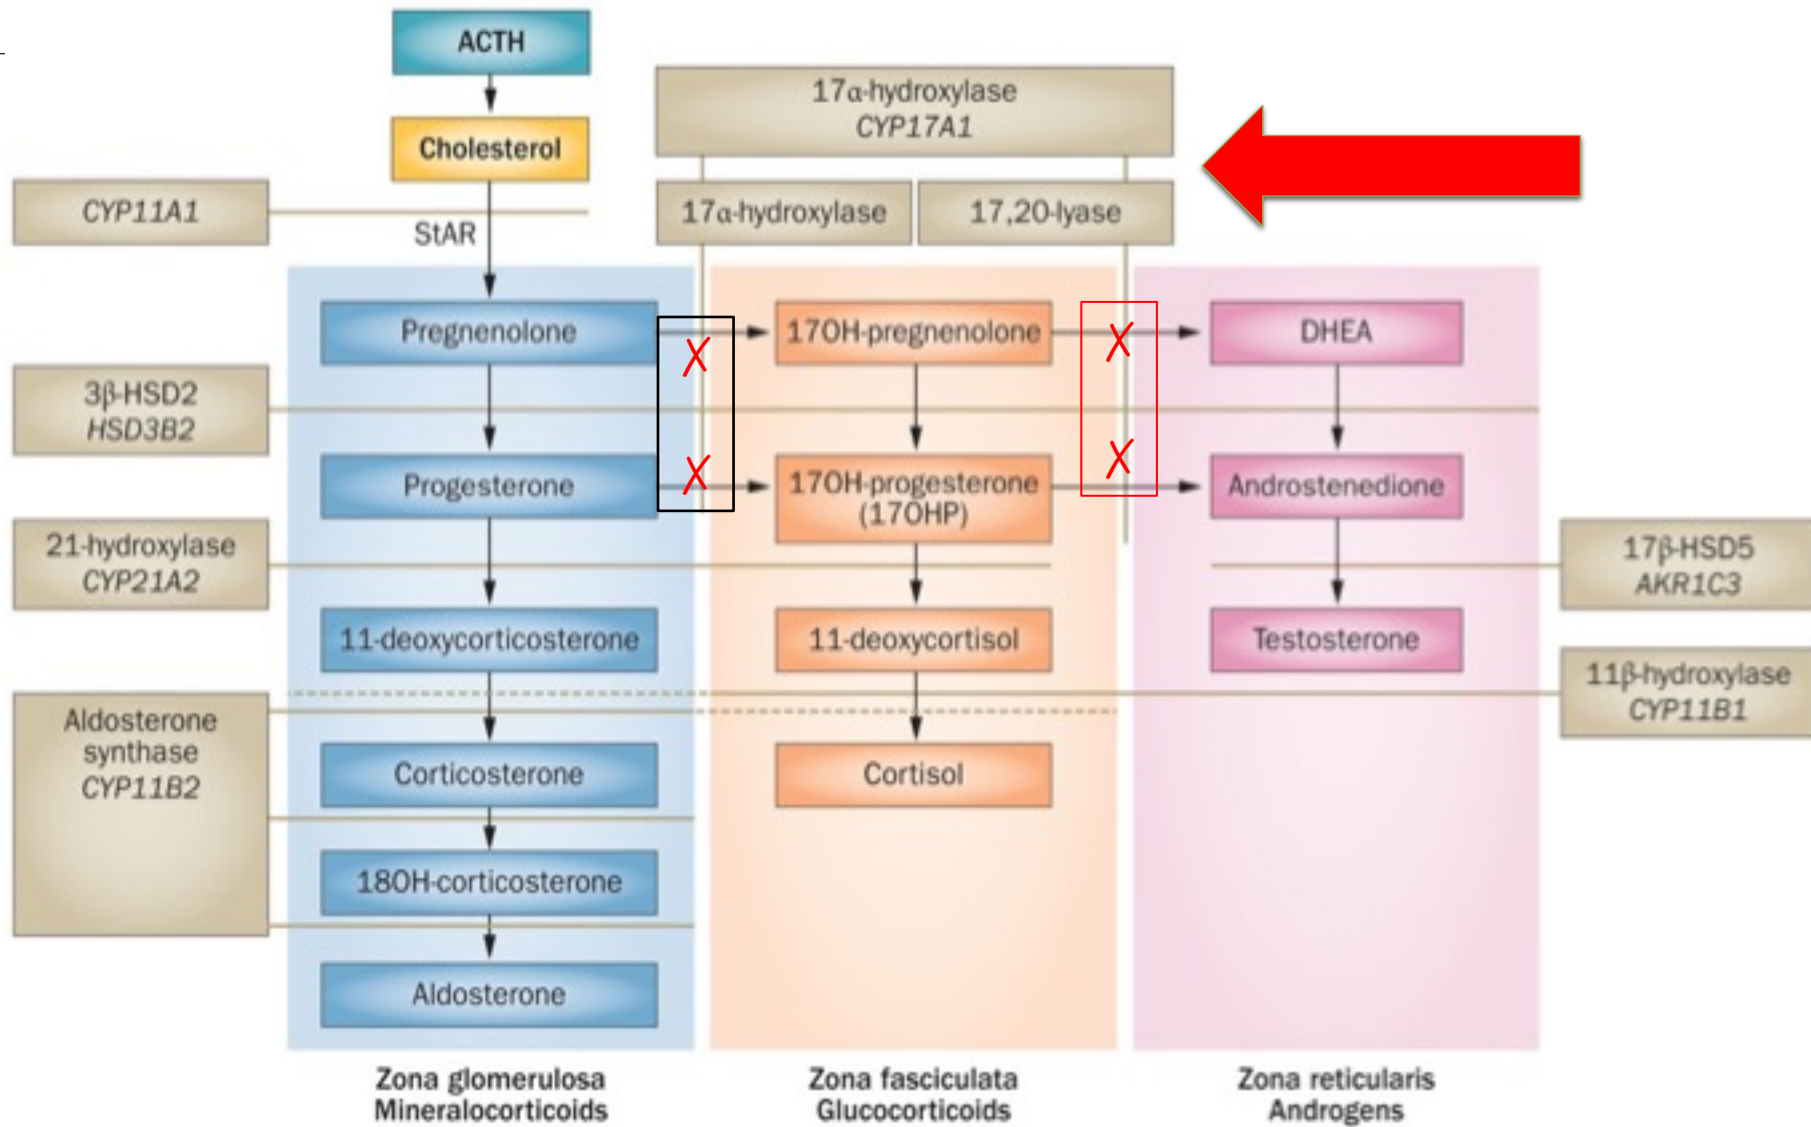 ACTH
17α-hydroxylase
CYP17A1
Cholesterol
CYP11A1
17α-hydroxylase
17,20-lyase
StAR
Pregnenolone
17OH-pregnenolone
DHEA
3β-HSD2
HSD3B2
Progesterone
17OH-progesterone
(17OHP)
Androstenedione
21-hydroxylase
CYP21A2
17β-HSD5
AKR1C3
11-deoxycorticosterone
11-deoxycortisol
Testosterone
11β-hydroxylase
CYP11B1
Aldosterone
synthase
CYP11B2
Corticosterone
Cortisol
18OH-corticosterone
Aldosterone
Zona glomerulosa
Mineralocorticoids
Zona fasciculata
Glucocorticoids
Zona reticularis
Androgens